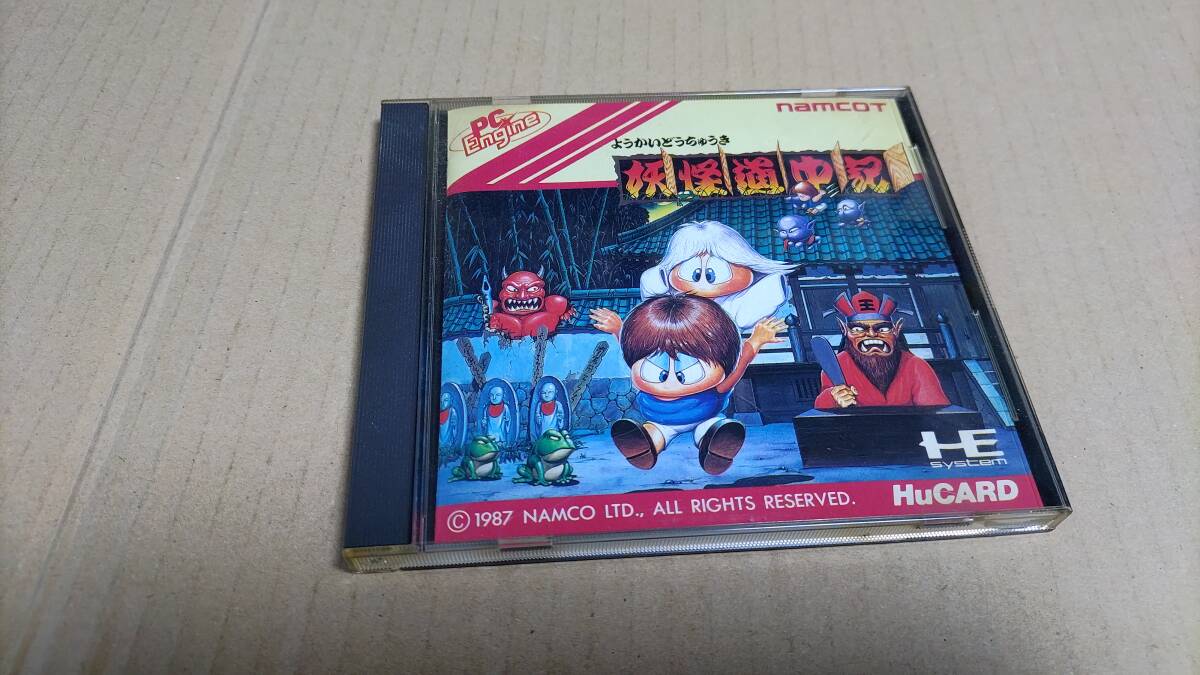 PC Engine
namcot
ようかいどうちゅうき
妖怪道中記
王
HE system
HuCARD
© 1987 NAMCO LTD., ALL RIGHTS RESERVED.